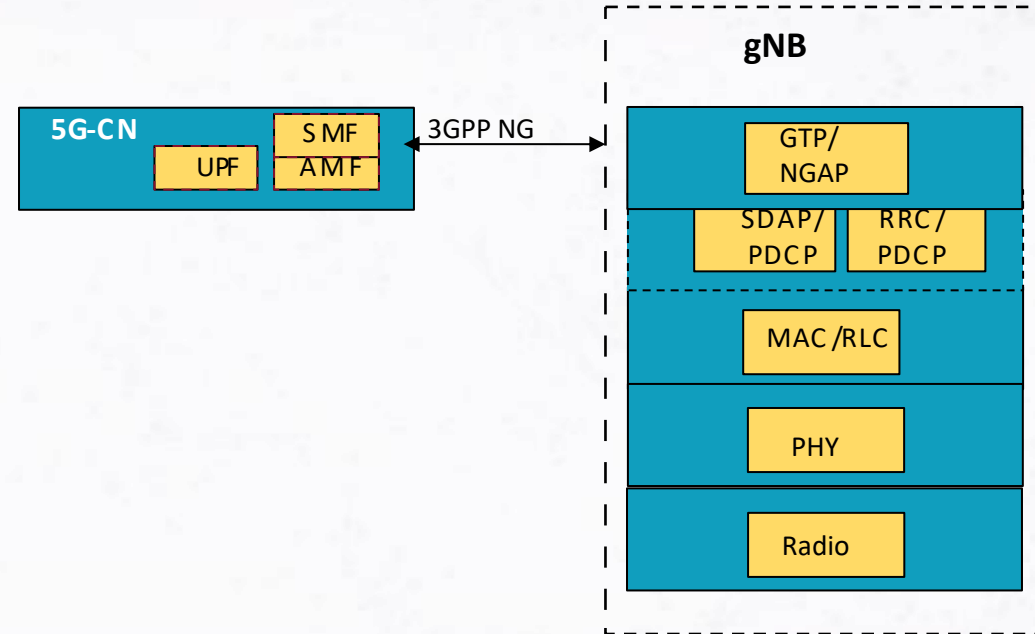 gNB
5G-CN
SMF
UPF
AMF
3GPP NG
GTP/
NGAP
SDAP/
PDCP
RRC/
PDCP
MAC/RLC
PHY
Radio